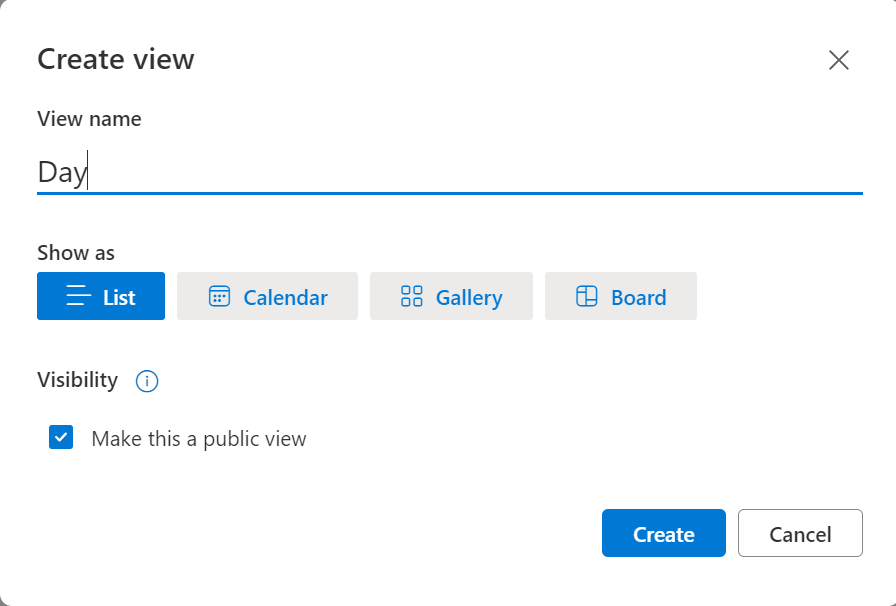 Create view
View name
Day
Show as
List Calendar Gallery Board
Visibility
Make this a public view
Create Cancel